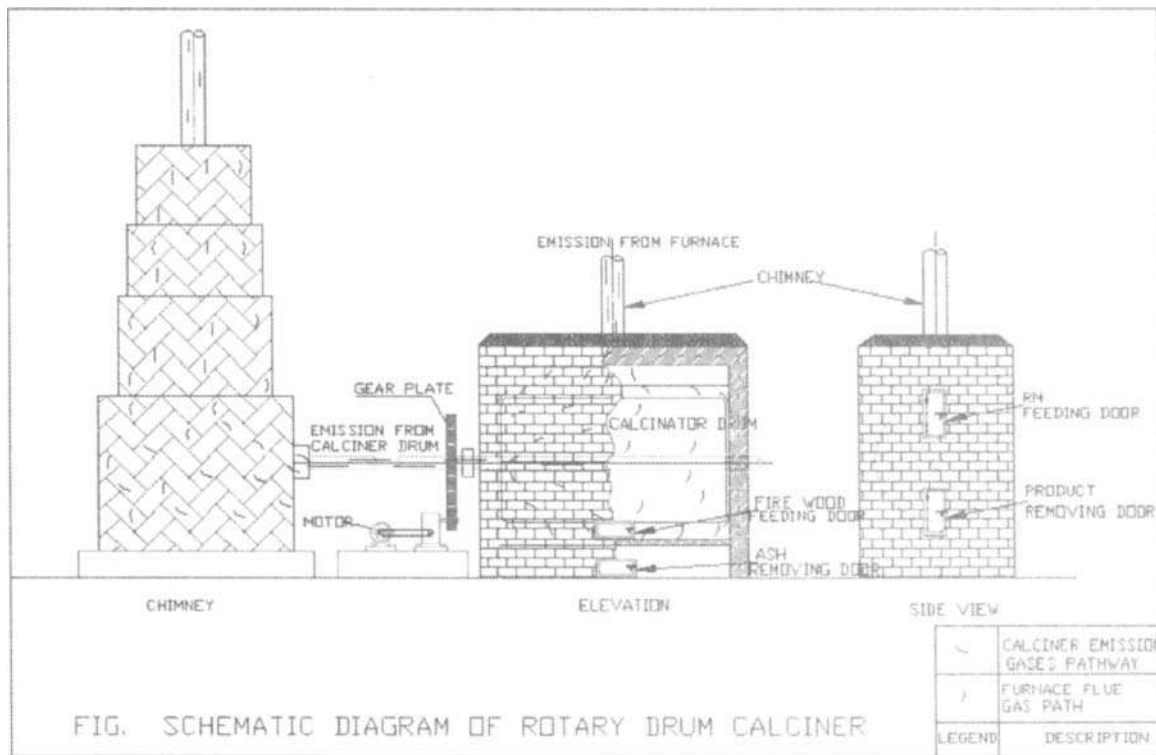 EMISSION FROM FURNACE
CHIMNEY
GEAR PLATE
EMISSION FROM
CALCINER DRUM
CALCINATOR DRUM
RM
FEEDING DOOR
MOTOR
FIRE WOOD
FEEDING DOOR
PRODUCT
REMOVING DOOR
ASH
REMOVING DOOR
CHIMNEY
ELEVATION
SIDE VIEW
CALCINER EMISSION
GASES PATHWAY
FURNACE FLUE
GAS PATH
LEGEND
DESCRIPTION
FIG. SCHEMATIC DIAGRAM OF ROTARY DRUM CALCINER